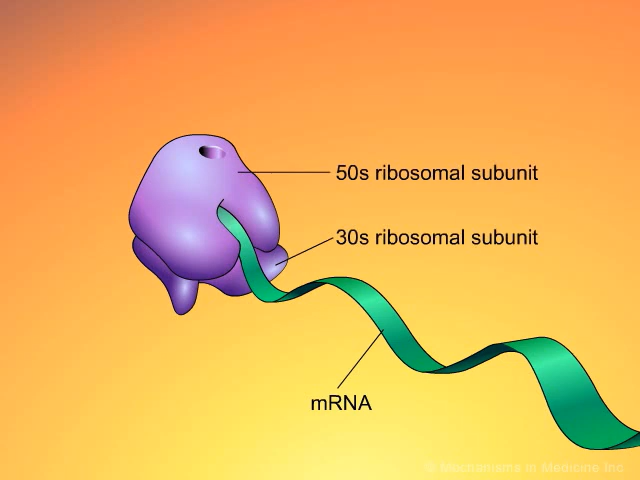 50s ribosomal subunit
30s ribosomal subunit
mRNA
© Mechanisms in Medicine Inc.